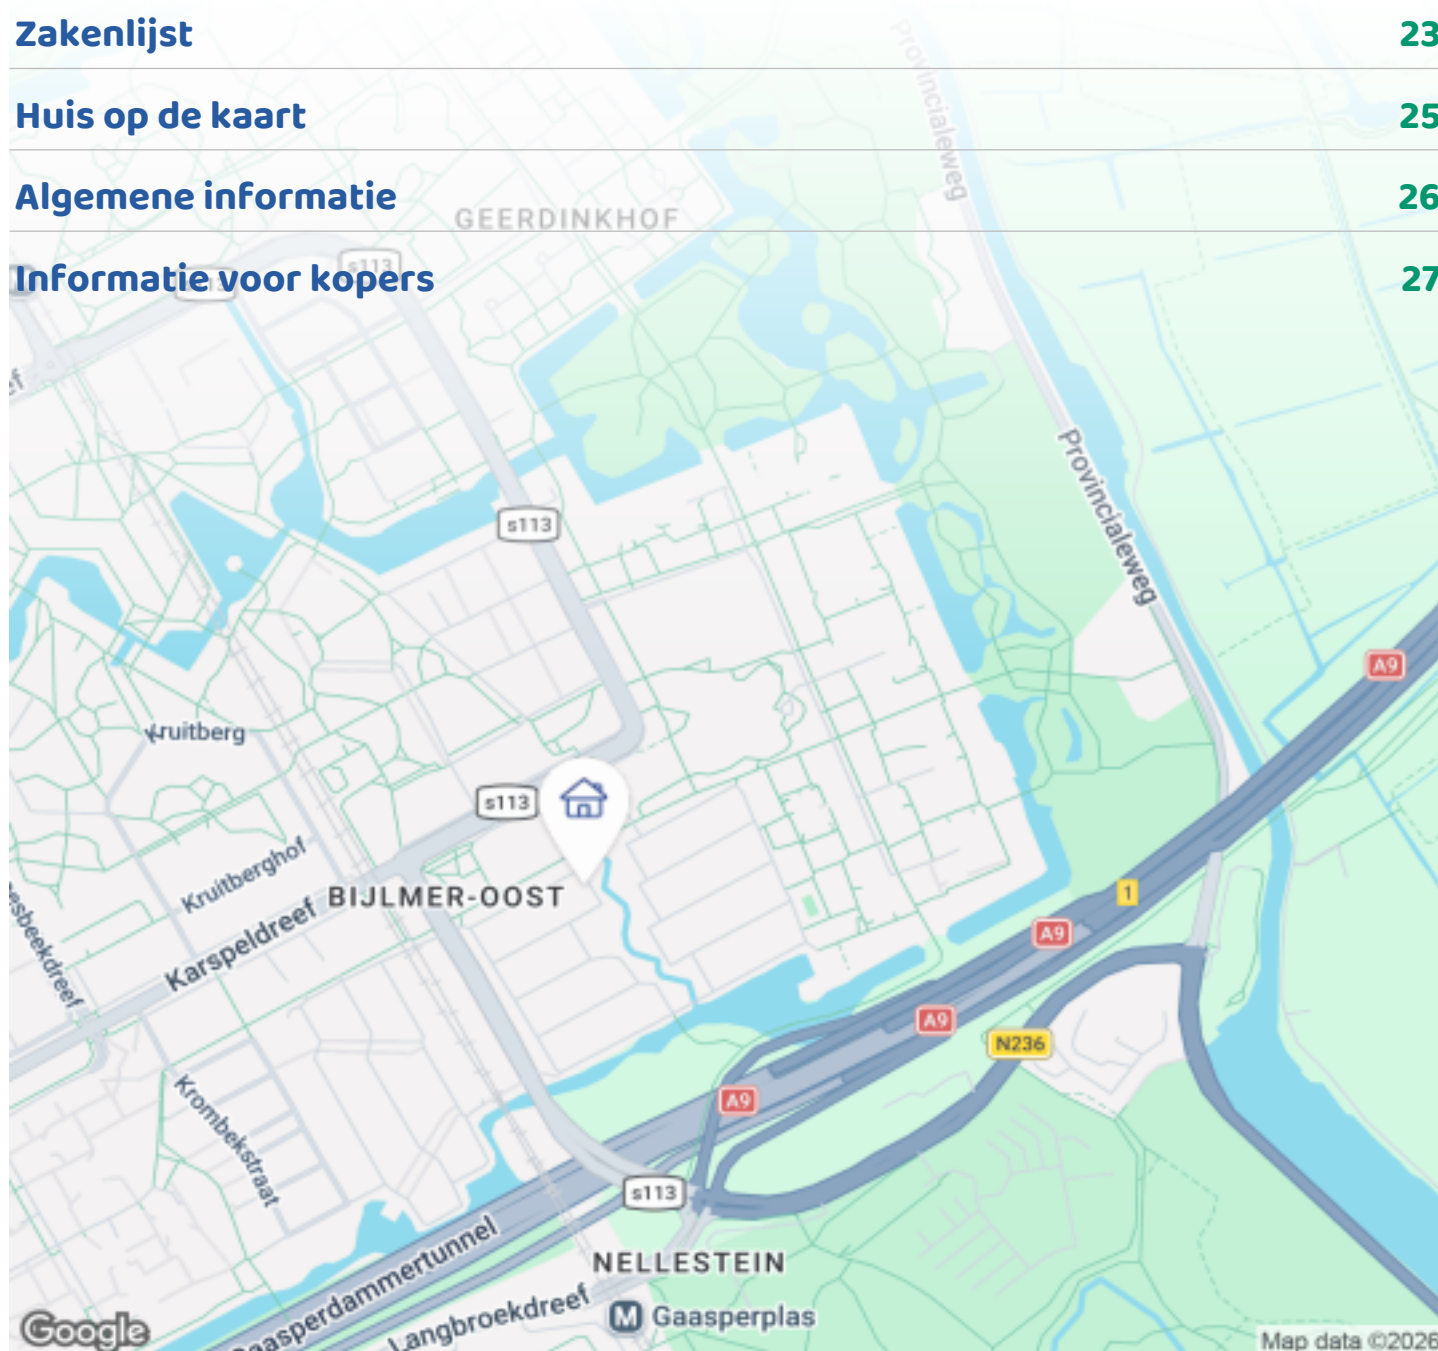 Zakenlijst 23
Huis op de kaart 25
Algemene informatie 26
Informatie voor kopers 27
Provincialeweg
GEERDINKHOF
s113
Provincialeweg
s113
A9
Kruitberg
s113
Kruitberghof
BIJLMER-OOST
1
Karspeldreef
A9
A9
N236
Krombekstraat
A9
s113
Gaasperdammertunnel
NELLESTEIN
Langbroekdreef
Gaasperplas
M
Google
Map data ©2026